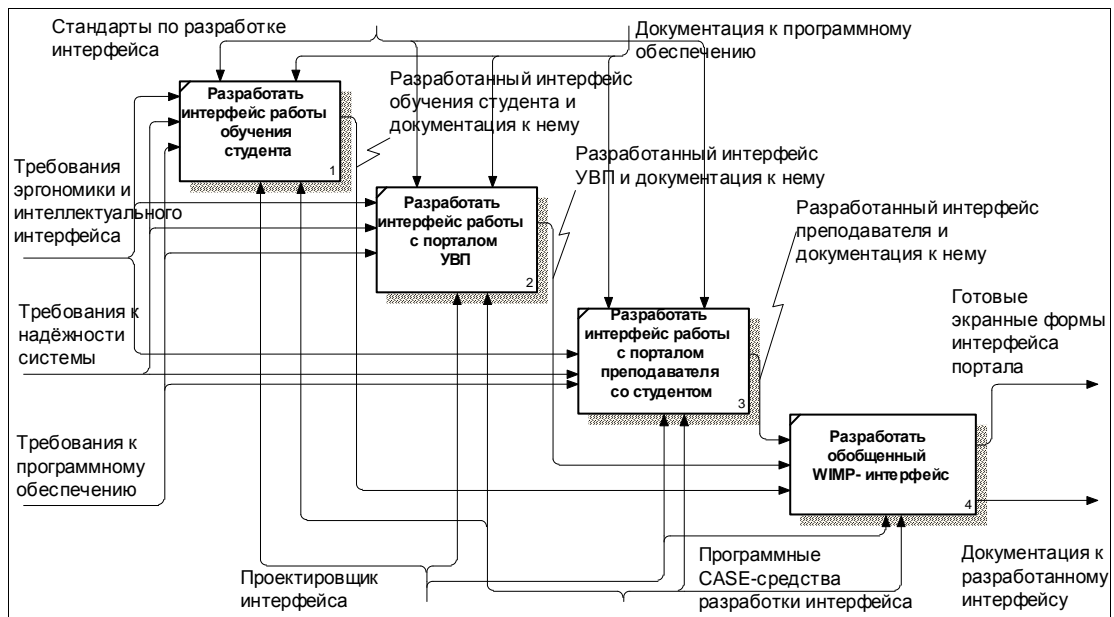 Стандарты по разработке
интерфейса
Документация к программному
обеспечению
Разработать
интерфейс работы
обучения
студента
1
Разработанный интерфейс
обучения студента и
документация к нему
Требования
эргономики и
интеллектуального
интерфейса
Разработать
интерфейс работы
с порталом
УВП
2
Разработанный интерфейс
УВП и документация к нему
Разработанный интерфейс
преподавателя и
документация к нему
Требования к
надёжности
системы
Разработать
интерфейс работы
с порталом
преподавателя
со студентом
3
Готовые
экранные формы
интерфейса
портала
Требования к
программному
обеспечению
Разработать
обобщенный
WIMP- интерфейс
4
Проектировщик
интерфейса
Программные
CASE-средства
разработки интерфейса
Документация к
разработанному
интерфейсу